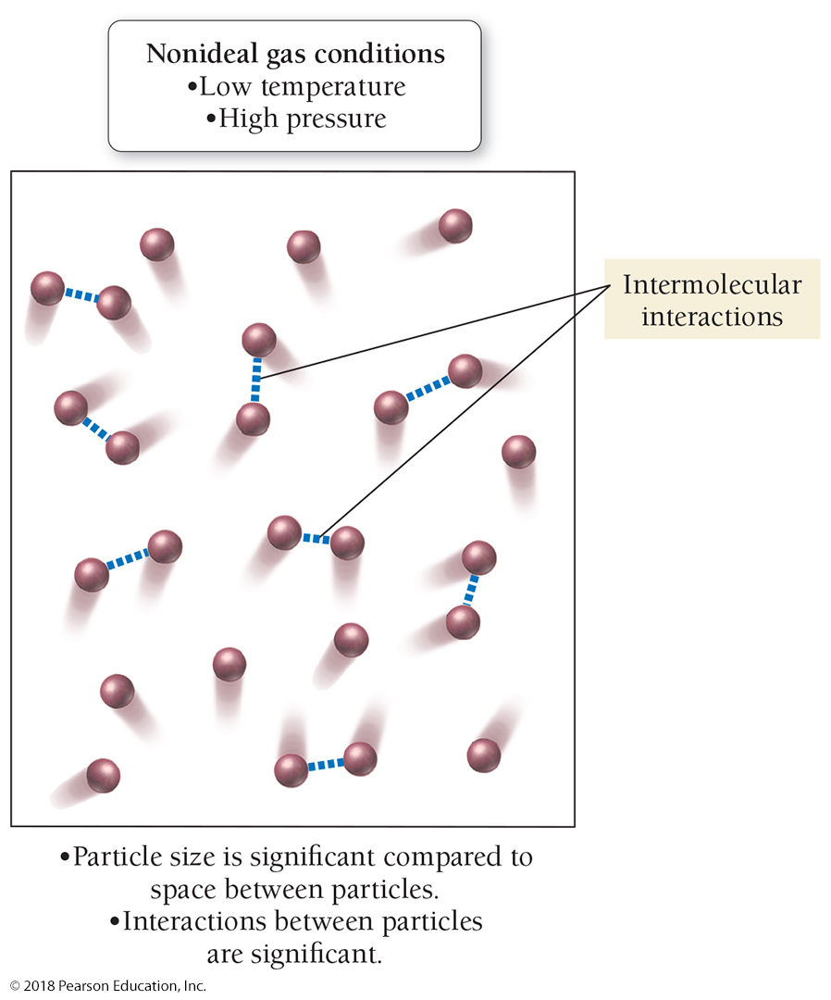 Nonideal gas conditions
•Low temperature
•High pressure
Intermolecular
interactions
•Particle size is significant compared to
space between particles.
•Interactions between particles
are significant.
© 2018 Pearson Education, Inc.